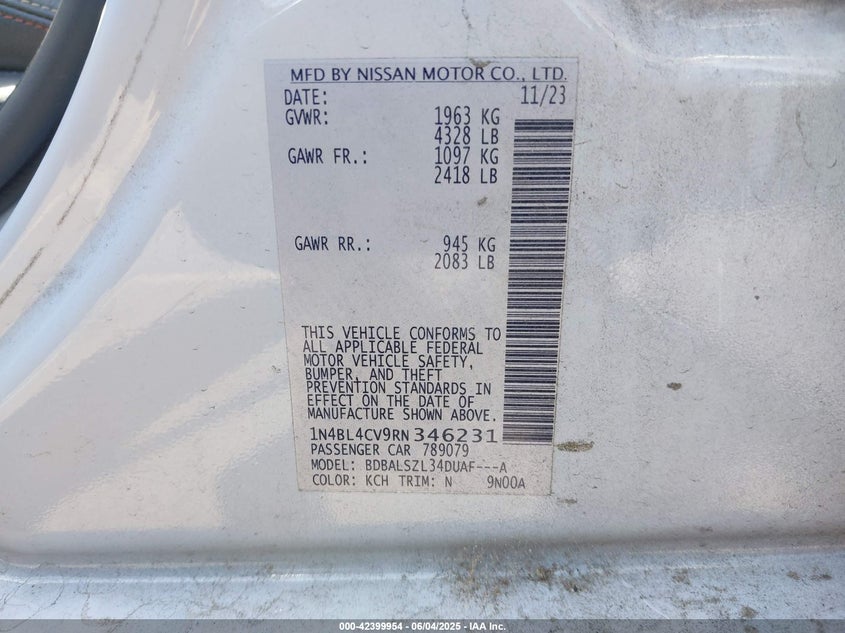 MFD BY NISSAN MOTOR CO., LTD.
DATE: 11/23
GVWR: 1963 KG
4328 LB
GAWR FR.: 1097 KG
2418 LB
GAWR RR.: 945 KG
2083 LB
THIS VEHICLE CONFORMS TO
ALL APPLICABLE FEDERAL
MOTOR VEHICLE SAFETY,
BUMPER, AND THEFT
PREVENTION STANDARDS IN
EFFECT ON THE DATE OF
MANUFACTURE SHOWN ABOVE.
1N4BL4CV9RN346231
PASSENGER CAR 789079
MODEL: BDBALSZL34DUAF---A
COLOR: KCH TRIM: N 9N00A
000-42399954 - 06/04/2025 - IAA Inc.